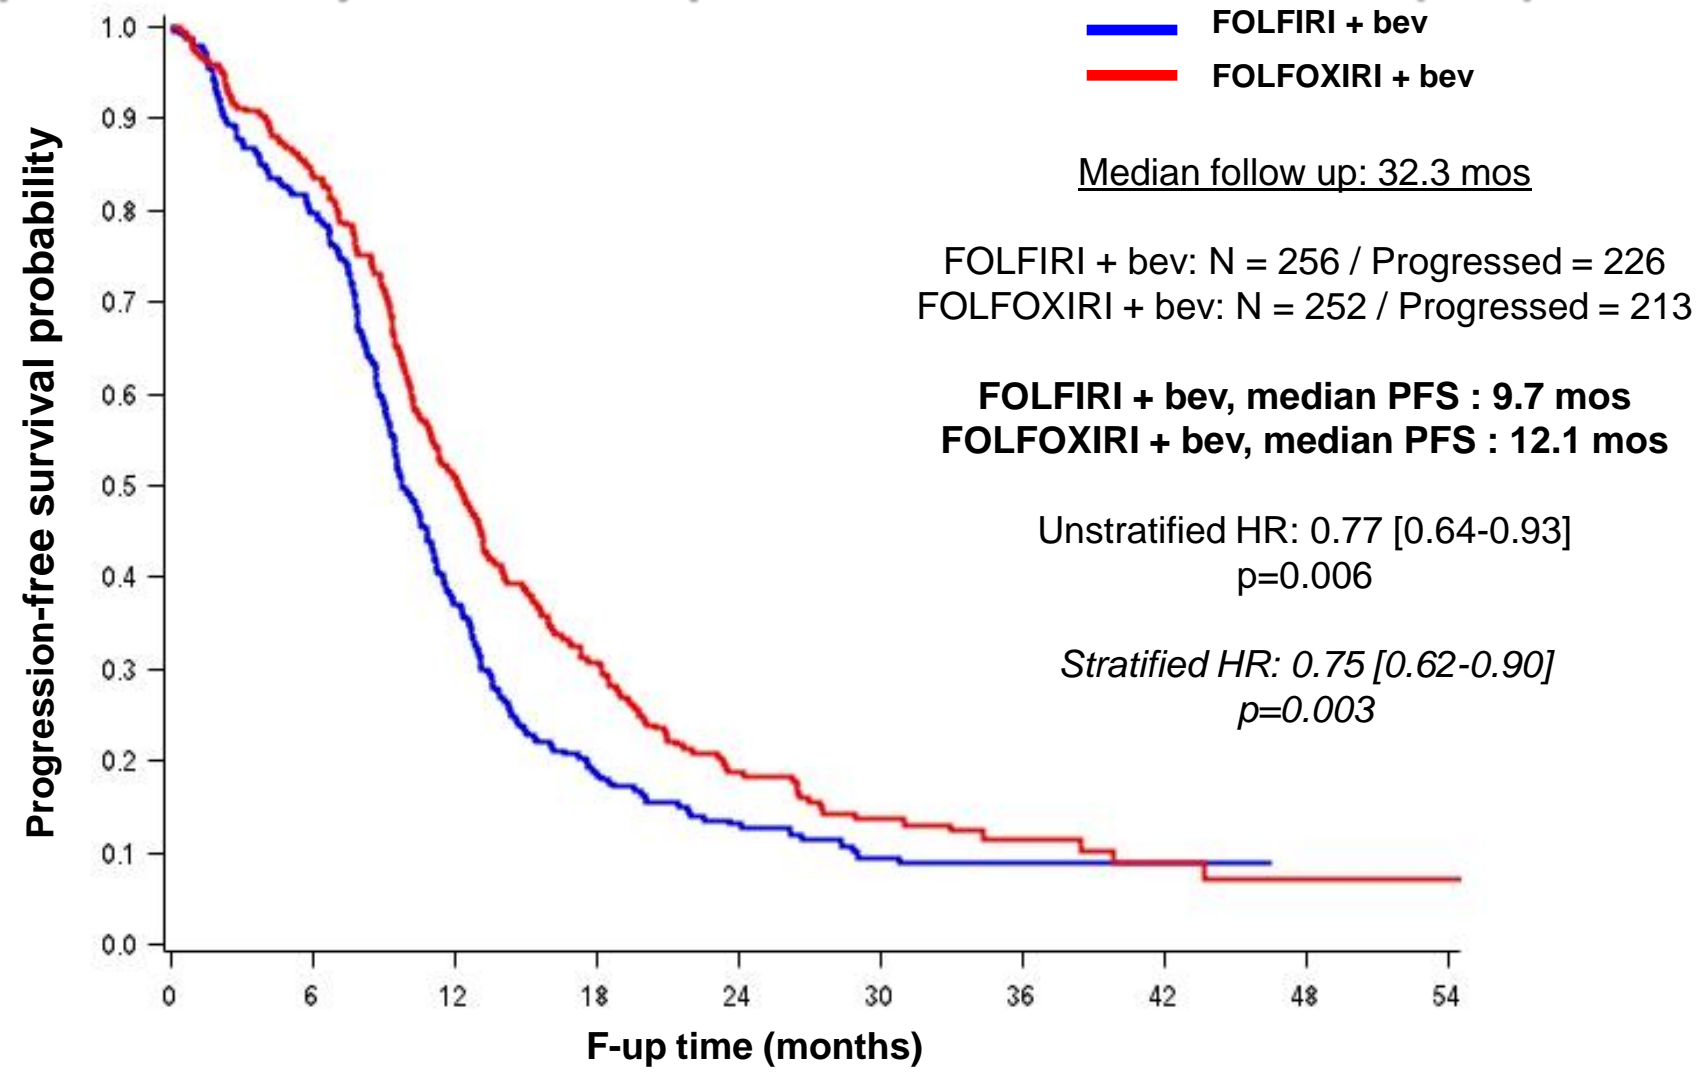 FOLFIRI + bev
FOLFOXIRI + bev
Median follow up: 32.3 mos
FOLFIRI + bev: N = 256 / Progressed = 226
FOLFOXIRI + bev: N = 252 / Progressed = 213
FOLFIRI + bev, median PFS : 9.7 mos
FOLFOXIRI + bev, median PFS : 12.1 mos
Unstratified HR: 0.77 [0.64-0.93]
p=0.006
Stratified HR: 0.75 [0.62-0.90]
p=0.003
Progression-free survival probability
1.0
0.9
0.8
0.7
0.6
0.5
0.4
0.3
0.2
0.1
0.0
0 6 12 18 24 30 36 42 48 54
F-up time (months)